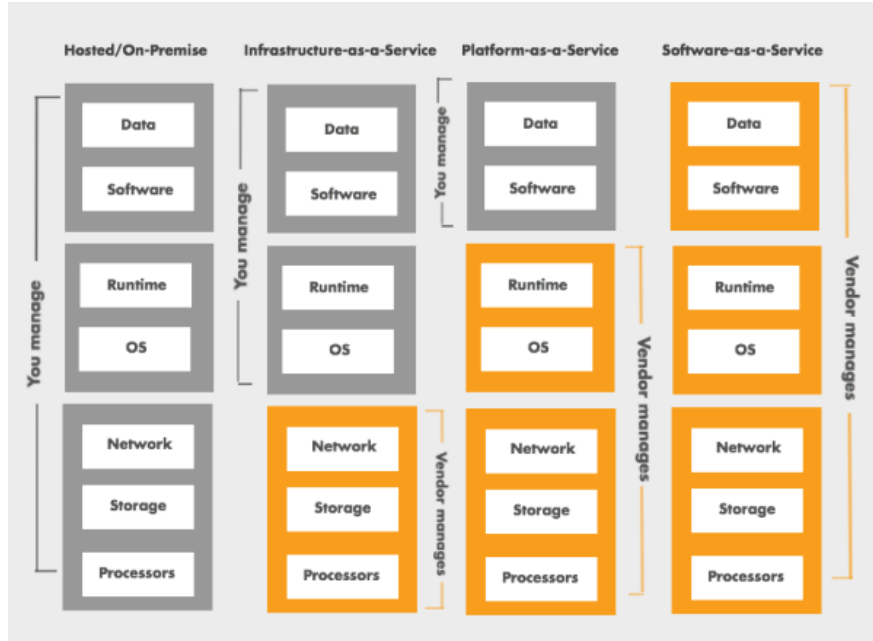 Hosted/On-Premise
Infrastructure-as-a-Service
Platform-as-a-Service
Software-as-a-Service
You manage
Data
Software
Runtime
OS
Network
Storage
Processors
You manage
Data
Software
Runtime
OS
Network
Storage
Processors
Vendor manages
You manage
Data
Software
Runtime
OS
Network
Storage
Processors
Vendor manages
Data
Software
Runtime
OS
Network
Storage
Processors
Vendor manages